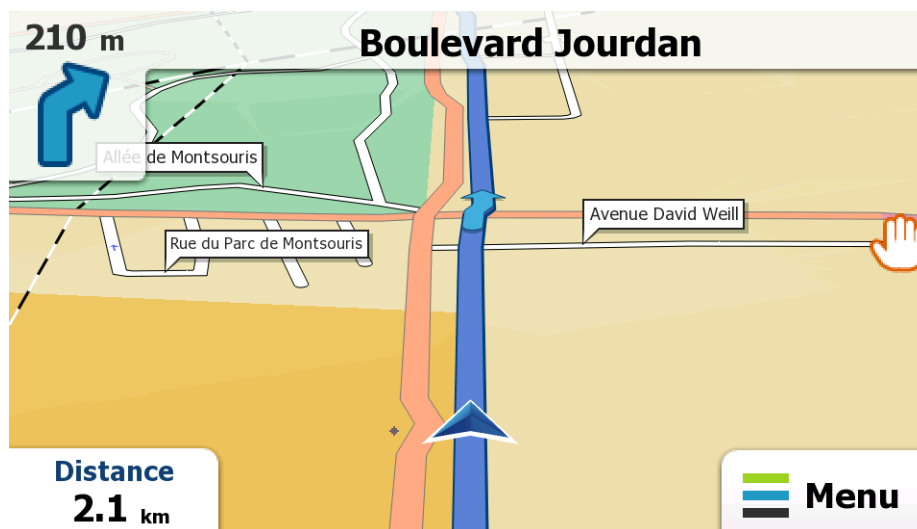 210 m
Boulevard Jourdan
Allée de Montsouris
Avenue David Weill
Rue du Parc de Montsouris
Distance
2.1 km
Menu